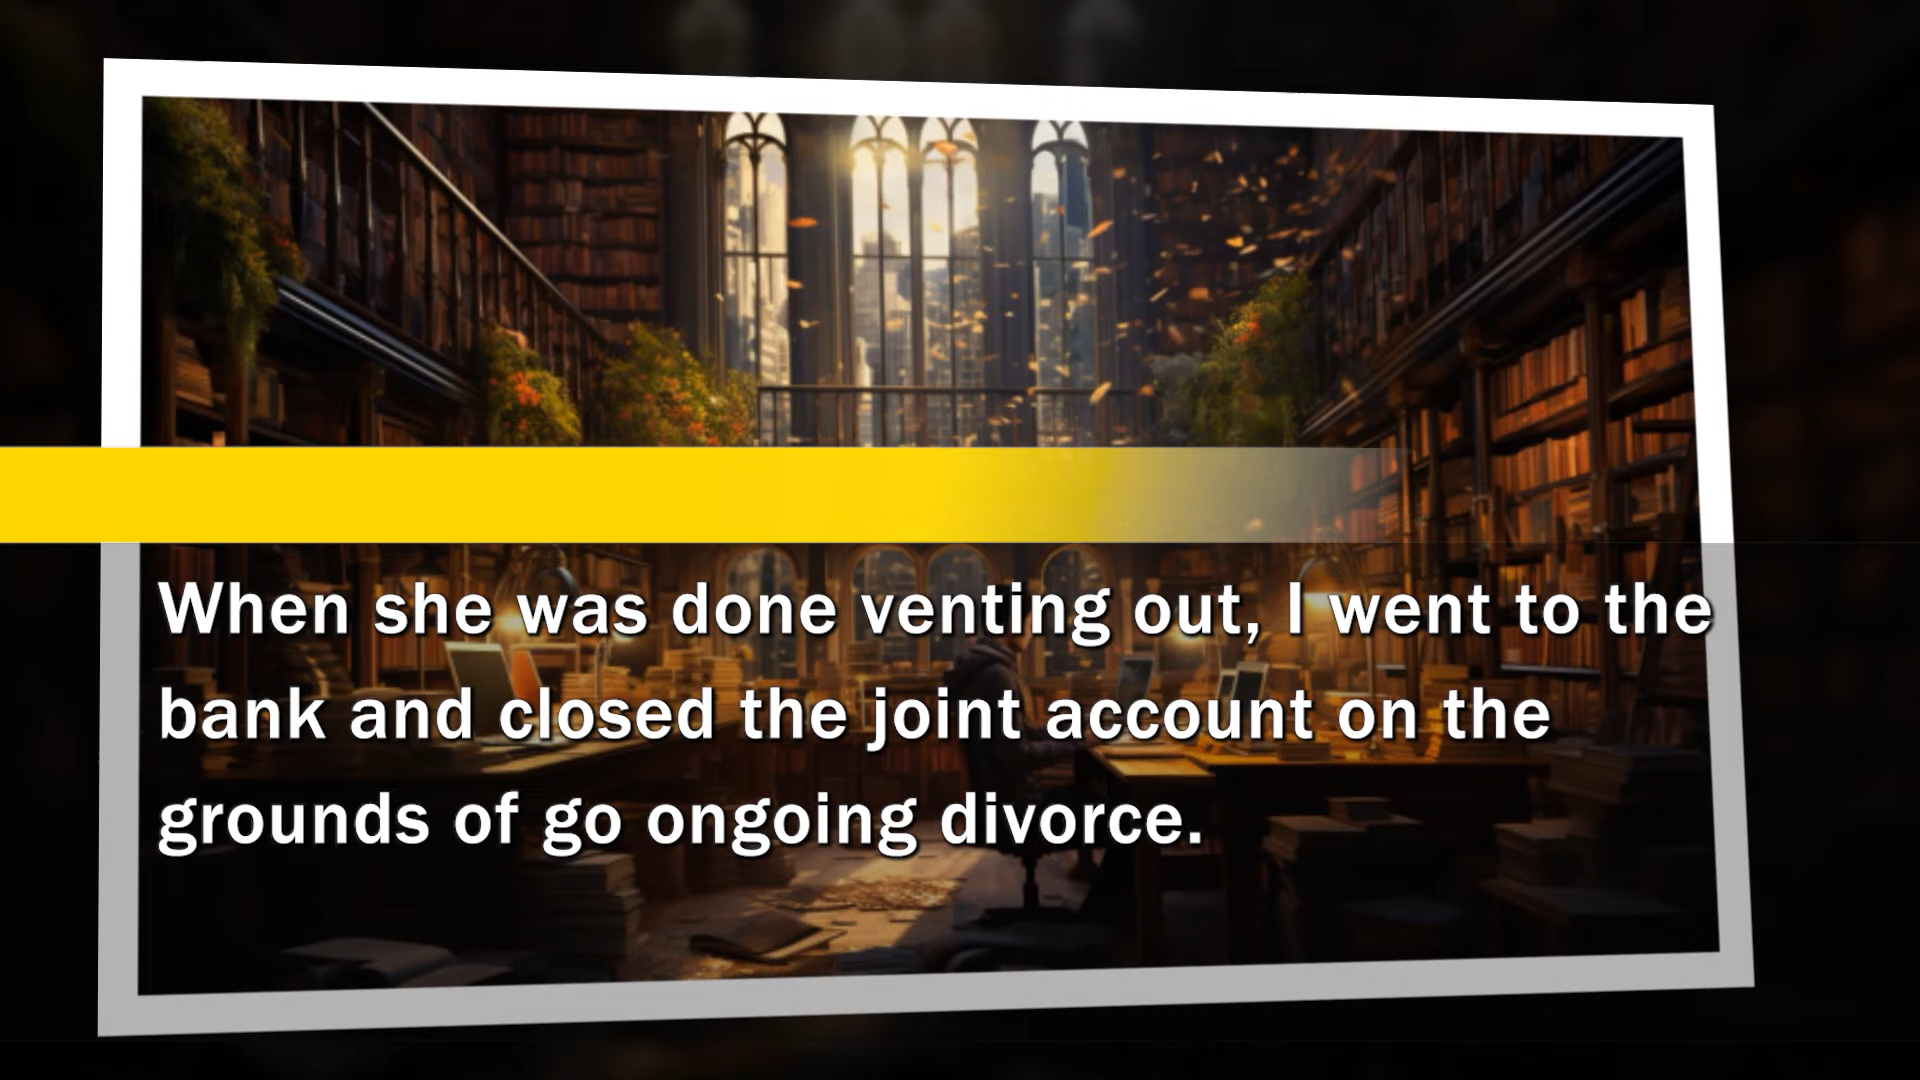 When she was done venting out, I went to the
bank and closed the joint account on the
grounds of go ongoing divorce.